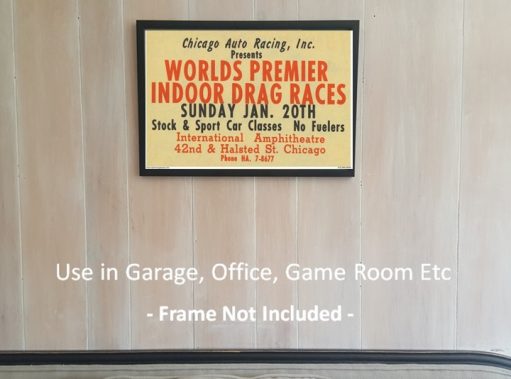 Chicago Auto Racing, Inc.
Presents
WORLDS PREMIER
INDOOR DRAG RACES
SUNDAY JAN. 20TH
Stock & Sport Car Classes No Fuelers
International Amphitheatre
42nd & Halsted St. Chicago
Phone HA. 7-8677
Use in Garage, Office, Game Room Etc
- Frame Not Included -